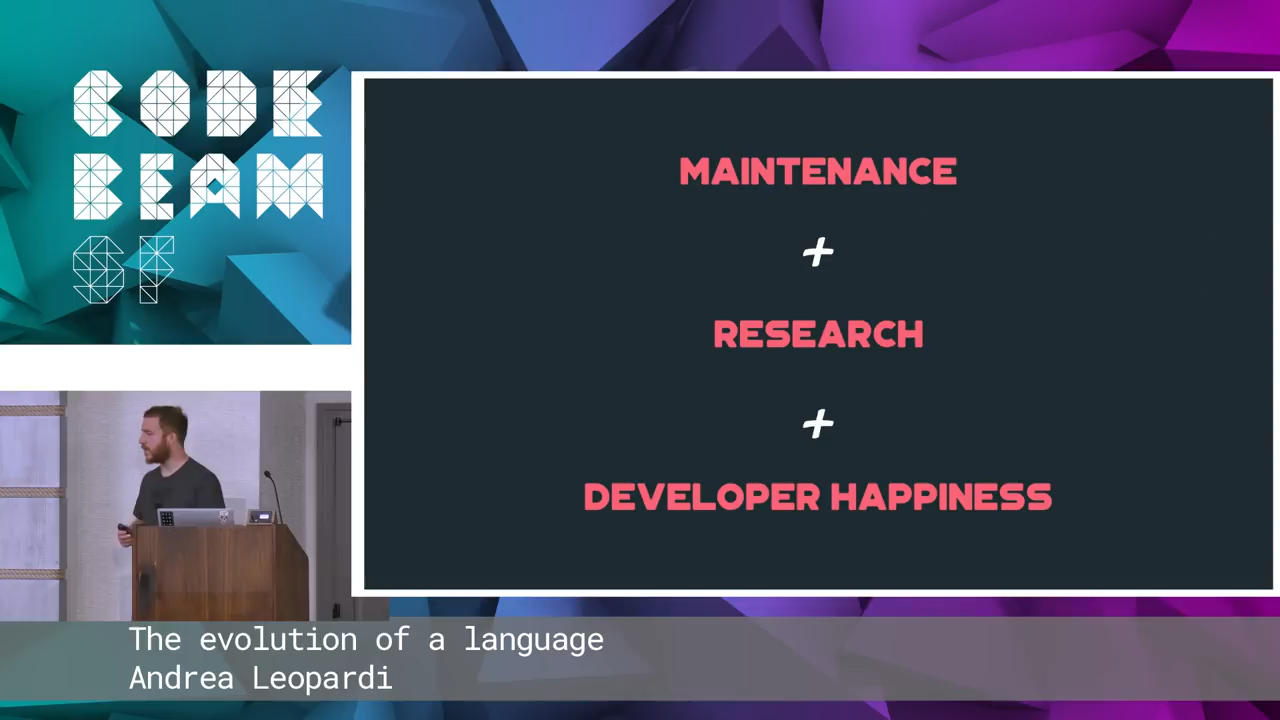 CODE
BEAM
SF
MAINTENANCE
+
RESEARCH
+
DEVELOPER HAPPINESS
The evolution of a language
Andrea Leopardi